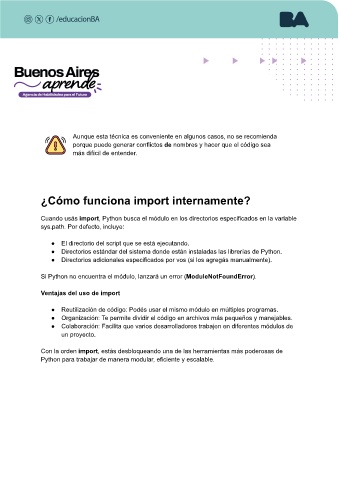 /educacionBA
BA
Buenos Aires
aprende
Agencia de Habilidades para el Futuro
Aunque esta técnica es conveniente en algunos casos, no se recomienda
porque puede generar conflictos de nombres y hacer que el código sea
más difícil de entender.
¿Cómo funciona import internamente?
Cuando usás import, Python busca el módulo en los directorios especificados en la variable
sys.path. Por defecto, incluye:
● El directorio del script que se está ejecutando.
● Directorios estándar del sistema donde están instaladas las librerías de Python.
● Directorios adicionales especificados por vos (si los agregás manualmente).
Si Python no encuentra el módulo, lanzará un error (ModuleNotFoundError).
Ventajas del uso de import
● Reutilización de código: Podés usar el mismo módulo en múltiples programas.
● Organización: Te permite dividir el código en archivos más pequeños y manejables.
● Colaboración: Facilita que varios desarrolladores trabajen en diferentes módulos de
un proyecto.
Con la orden import, estás desbloqueando una de las herramientas más poderosas de
Python para trabajar de manera modular, eficiente y escalable.